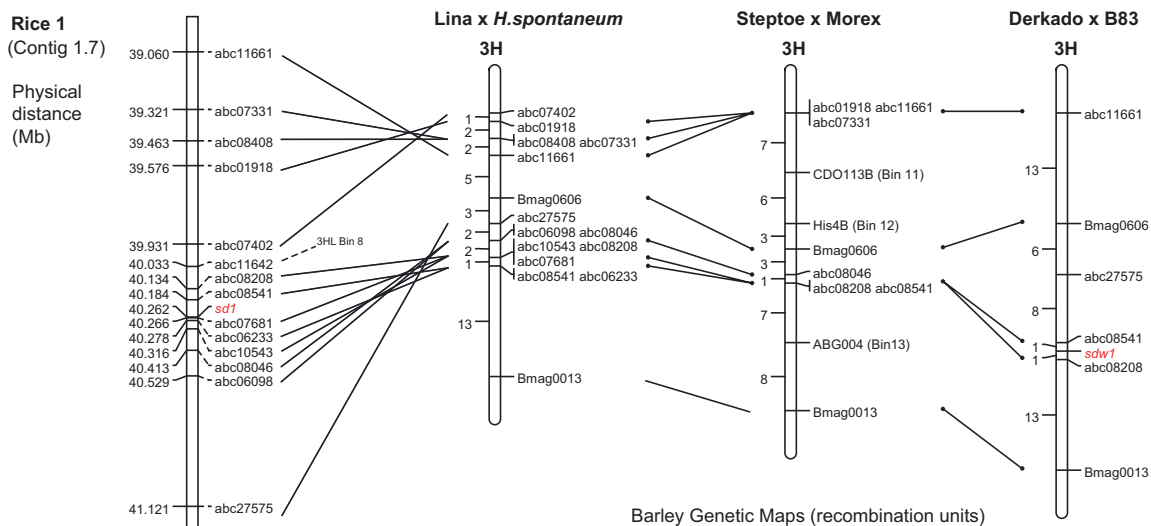 Rice 1
(Contig 1.7)
Physical
distance
(Mb)
39.060 abc11661
39.321 abc07331
39.463 abc08408
39.576 abc01918
39.931 abc07402
40.033 abc11642 3HL Bin 8
40.134 abc08208
40.184 abc08541
40.262 sd1
40.266 abc07681
40.278 abc06233
40.316 abc10543
40.413 abc08046
40.529 abc06098
41.121 abc27575
Lina x H.spontaneum
3H
abc07402
1
abc01918
2
abc08408 abc07331
2
abc11661
5
Bmag0606
3
abc27575
2
abc06098 abc08046
2
abc10543 abc08208
abc07681
1
abc08541 abc06233
13
Bmag0013
Steptoe x Morex
3H
abc01918 abc11661
abc07331
7
CDO113B (Bin 11)
6
His4B (Bin 12)
3
Bmag0606
3
abc08046
1
abc08208 abc08541
7
ABG004 (Bin13)
8
Bmag0013
Derkado x B83
3H
abc11661
13
Bmag0606
6
abc27575
8
abc08541
1
sdw1
1
abc08208
13
Bmag0013
Barley Genetic Maps (recombination units)